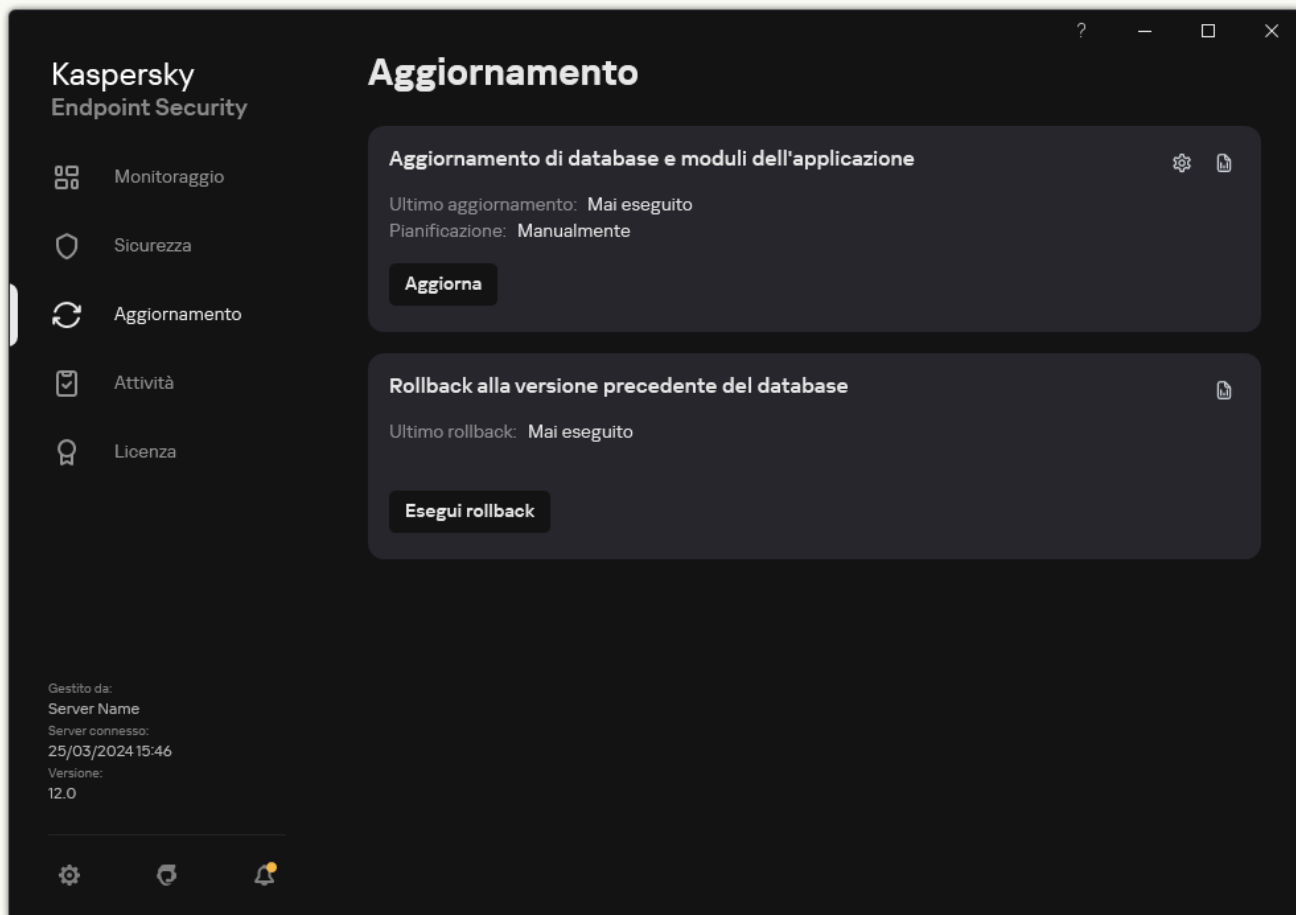 ?
Kaspersky
Endpoint Security
Monitoraggio
Sicurezza
Aggiornamento
Attività
Licenza
Gestito da:
Server Name
Server connesso:
25/03/2024 15:46
Versione:
12.0
Aggiornamento
Aggiornamento di database e moduli dell'applicazione
Ultimo aggiornamento: Mai eseguito
Pianificazione: Manualmente
Aggiorna
Rollback alla versione precedente del database
Ultimo rollback: Mai eseguito
Esegui rollback